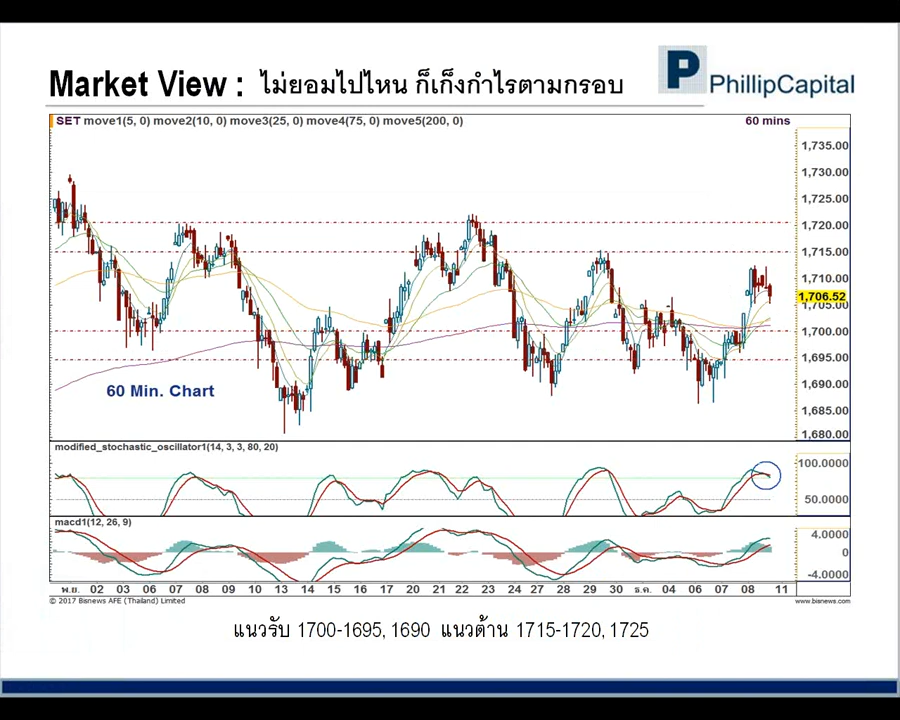 Market View : ไม่ยอมไปไหน ก็เก็งกำไรตามกรอบ
P PhillipCapital
SET move1(5, 0) move2(10, 0) move3(25, 0) move4(75, 0) move5(200, 0)
60 mins
1,735.00
1,730.00
1,725.00
1,720.00
1,715.00
1,710.00
1,706.52
1,705.00
1,700.00
1,695.00
1,690.00
1,685.00
1,680.00
60 Min. Chart
modified_stochastic_oscillator1(14, 3, 3, 80, 20)
100.0000
50.0000
macd1(12, 26, 9)
4.0000
0
-4.0000
พ.ย. 02 03 06 07 08 09 10 13 14 15 16 17 20 21 22 23 24 27 28 29 30 ธ.ค. 04 06 07 08 11
© 2017 Bisnews AFE (Thailand) Limited
www.bisnews.com
แนวรับ 1700-1695, 1690 แนวต้าน 1715-1720, 1725